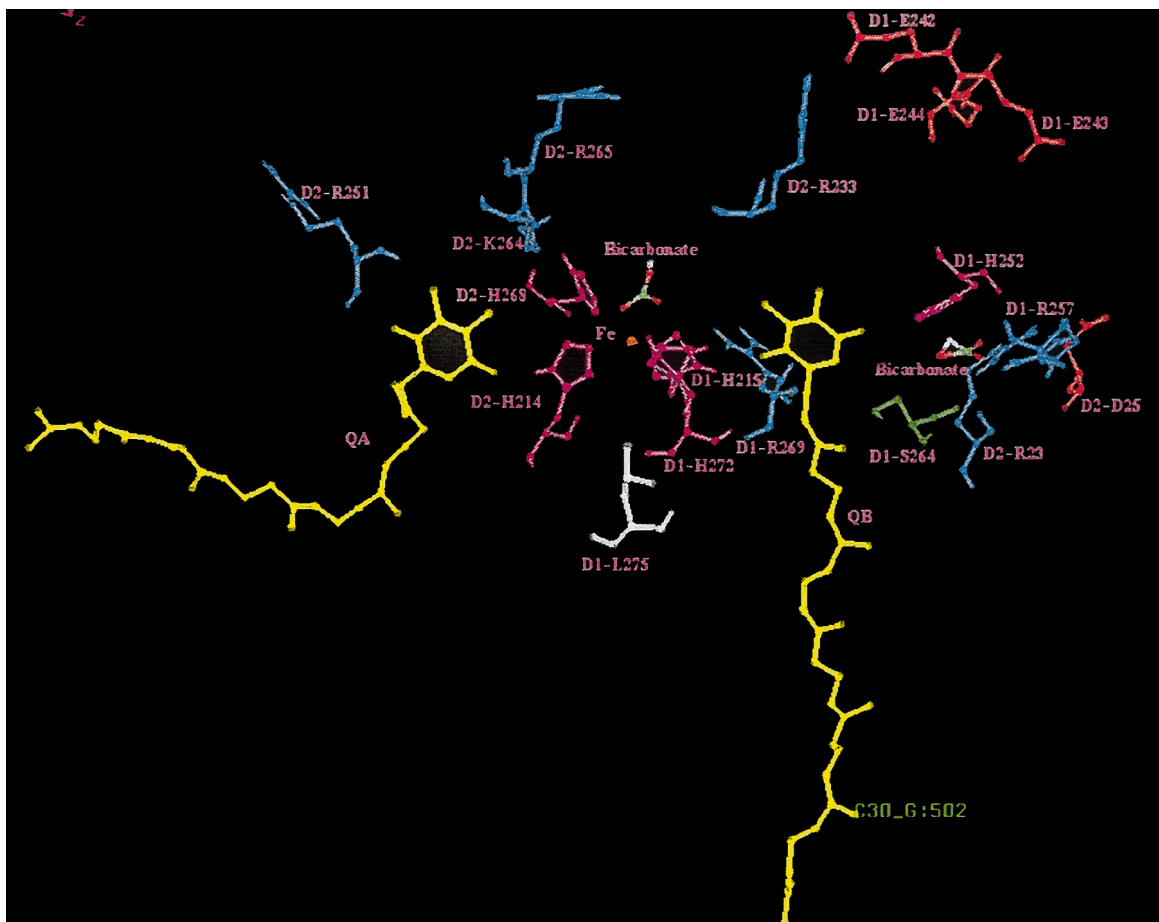 D1-E242
D1-E244
D1-E243
D2-R265
D2-R251
D2-R233
D2-K264
Bicarbonate
D1-H252
D2-H268
D1-R257
Fe
Bicarbonate
D1-H215
D2-H214
D2-D25
QA
D1-R269
D1-S264
D2-R23
D1-H272
QB
D1-L275
C30_G:502